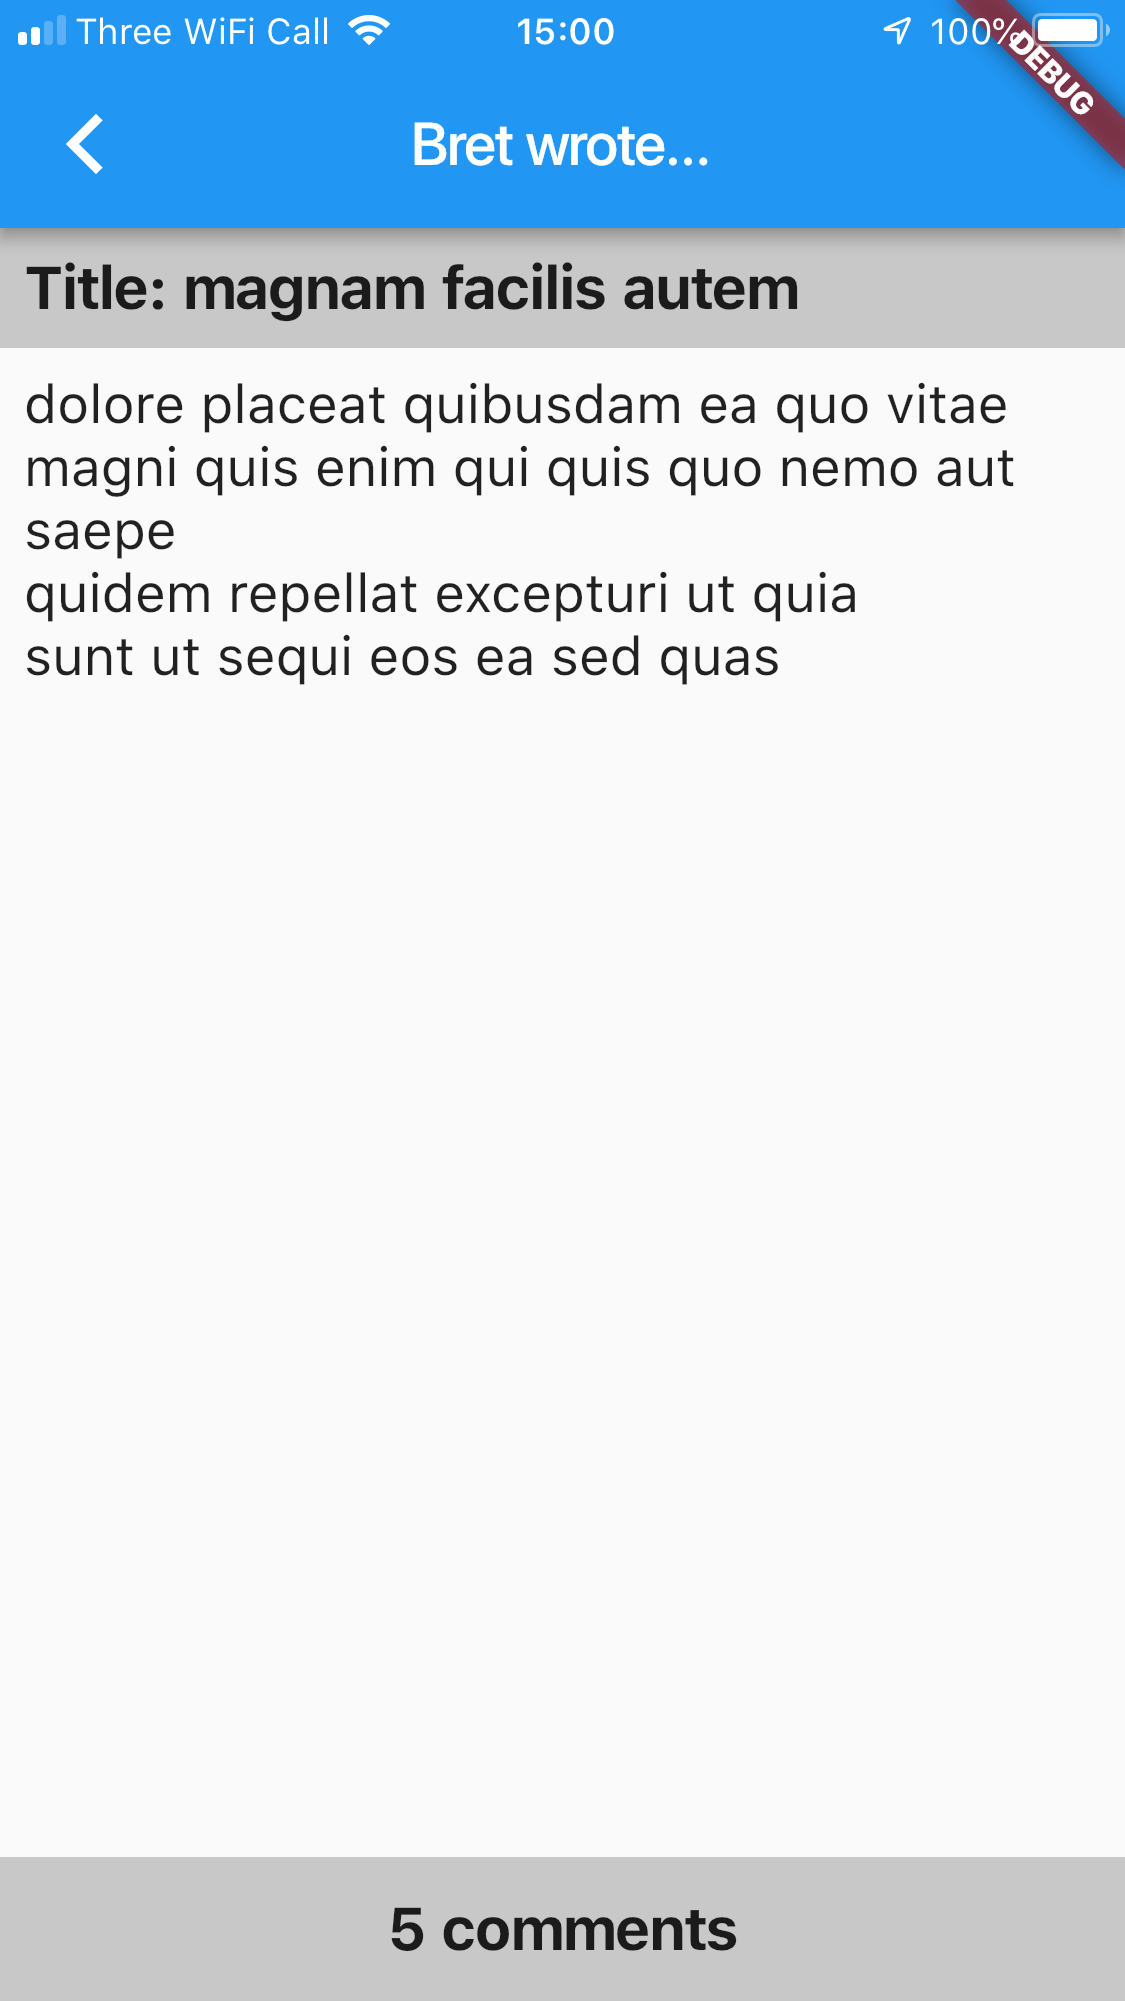 Three WiFi Call 15:00 100%
DEBUG
Bret wrote...
Title: magnam facilis autem
dolore placeat quibusdam ea quo vitae
magni quis enim qui quis quo nemo aut
saepe
quidem repellat excepturi ut quia
sunt ut sequi eos ea sed quas
5 comments